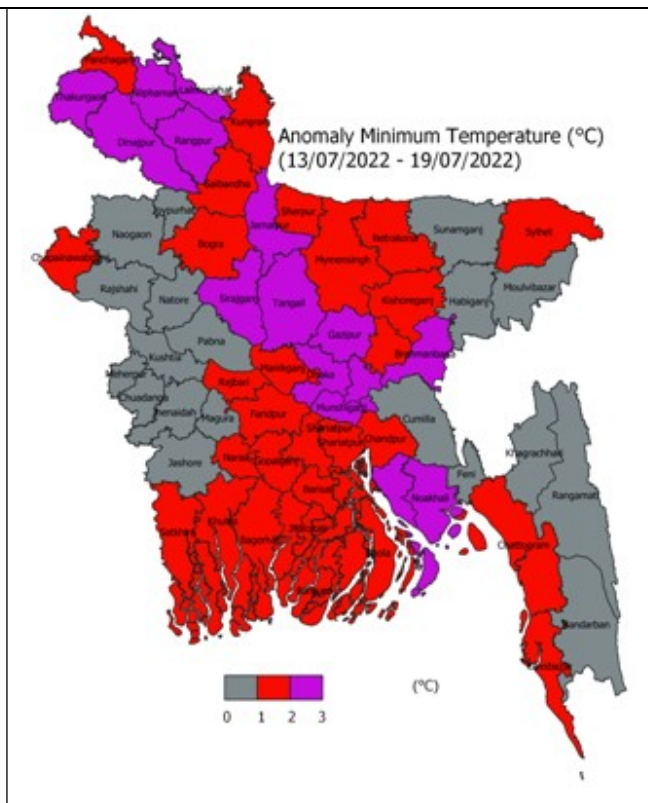 Panchagarh
Thakurgaon
Nilphamari
Lalmonirhat
Dinajpur
Rangpur
Kurigram
Anomaly Minimum Temperature (°C)
(13/07/2022 - 19/07/2022)
Gaibandha
Joypurhat
Naogaon
Bogra
Jamalpur
Sherpur
Mymensingh
Netrakona
Sunamganj
Sylhet
Chapainawabganj
Rajshahi
Natore
Sirajganj
Tangail
Kishoreganj
Habiganj
Moulvibazar
Pabna
Gazipur
Kushtia
Meherpur
Chuadanga
Jhenaidah
Magura
Rajbari
Manikganj
Dhaka
Brahmanbaria
Munshiganj
Faridpur
Shariatpur
Shariatpur
Chandpur
Cumilla
Khagrachhari
Jashore
Narail
Gopalganj
Feni
Rangamati
Barisal
Noakhali
Satkhira
Khulna
Bagerhat
Bhola
Chattogram
Bandarban
(°C)
0 1 2 3